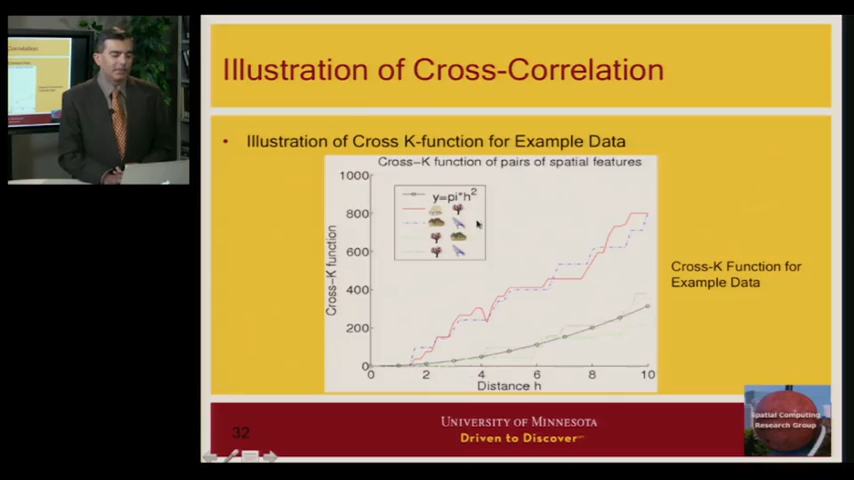 Illustration of Cross-Correlation
• Illustration of Cross K-function for Example Data
Cross-K function of pairs of spatial features
1000
800
600
400
200
0
Cross-K function
y=pi*h^2
0 2 4 6 8 10
Distance h
Cross-K Function for
Example Data
32
UNIVERSITY OF MINNESOTA
Driven to Discover
Spatial Computing
Research Group